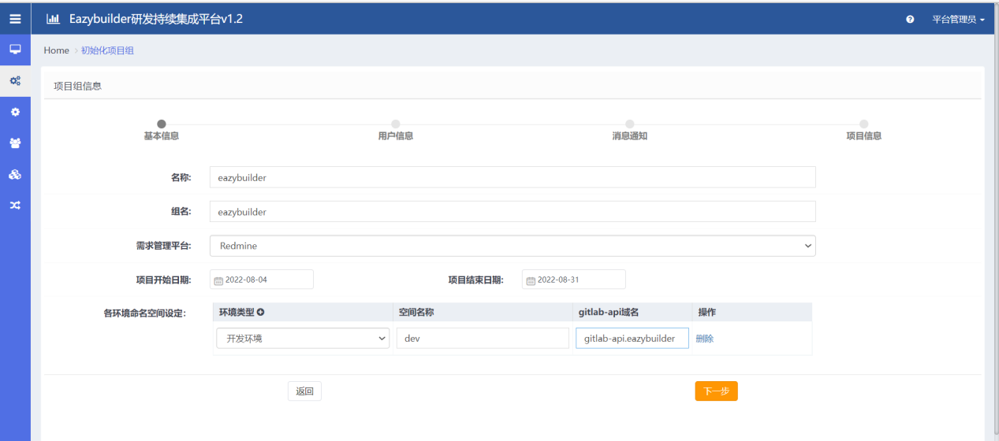 Eazybuilder研发持续集成平台v1.2 平台管理员
Home > 初始化项目组
项目组信息
基本信息 用户信息 消息通知 项目信息
名称: eazybuilder
组名: eazybuilder
需求管理平台: Redmine
项目开始日期: 2022-08-04 项目结束日期: 2022-08-31
各环境命名空间设定: 环境类型 空间名称 gitlab-api域名 操作
开发环境 dev gitlab-api.eazybuilder 删除
返回 下一步